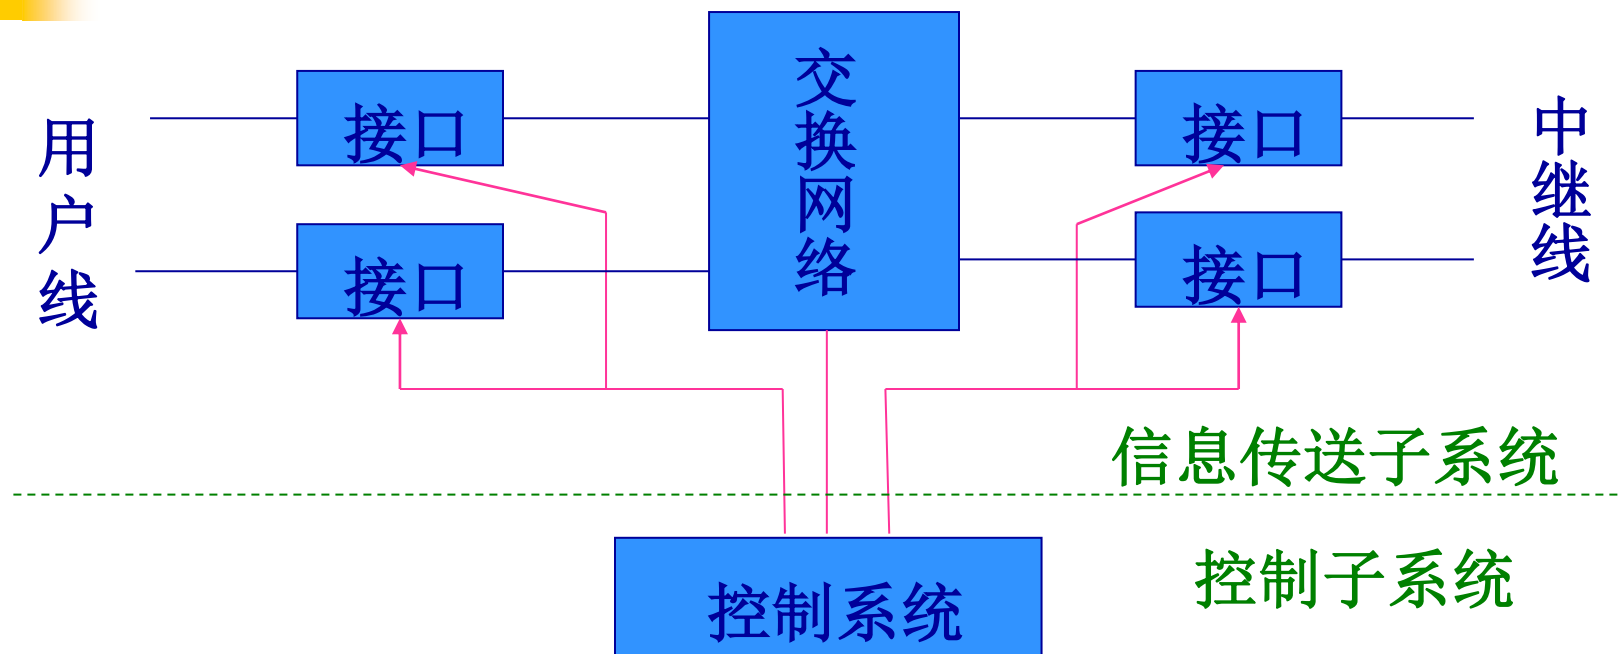 用户线
接口
接口
交换网络
接口
接口
中继线
信息传送子系统
控制子系统
控制系统